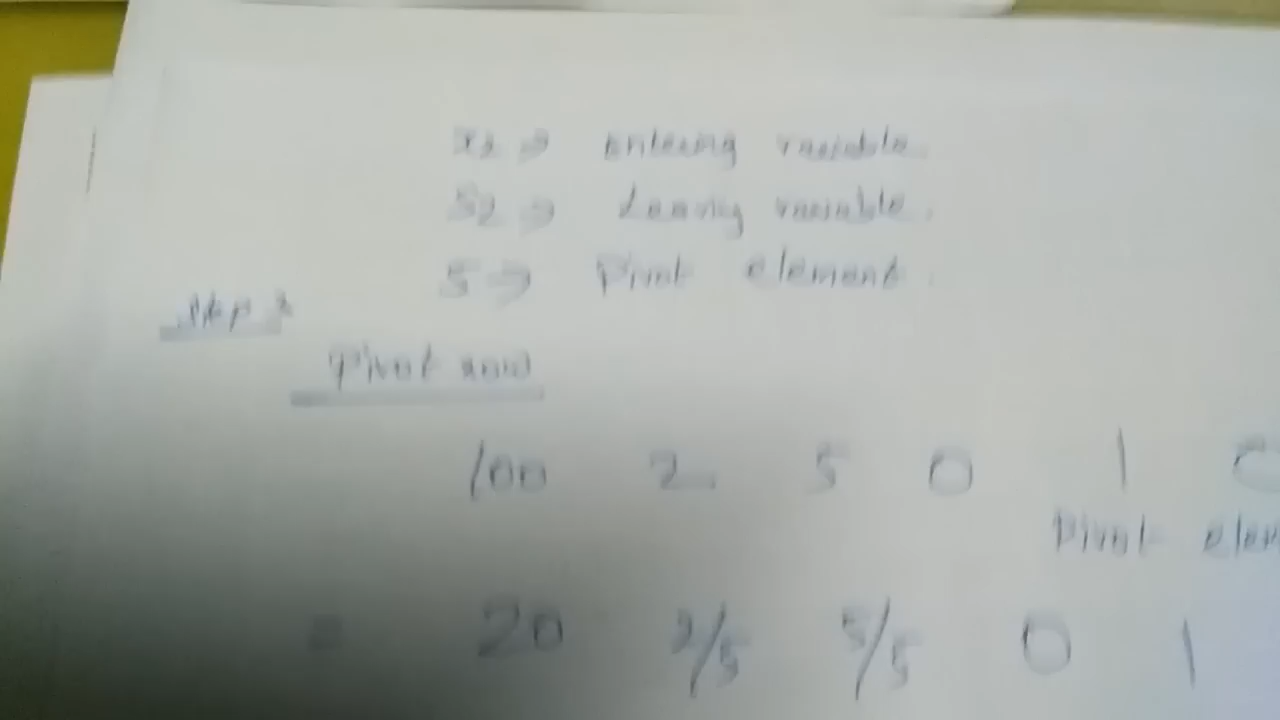 x2 → entering variable.
S2 → Leaving variable.
5 → Pivot element.
Step 3
Pivot row
100 2 5 0 1 0
Pivot elem
= 20 2/5 5/5 0 1